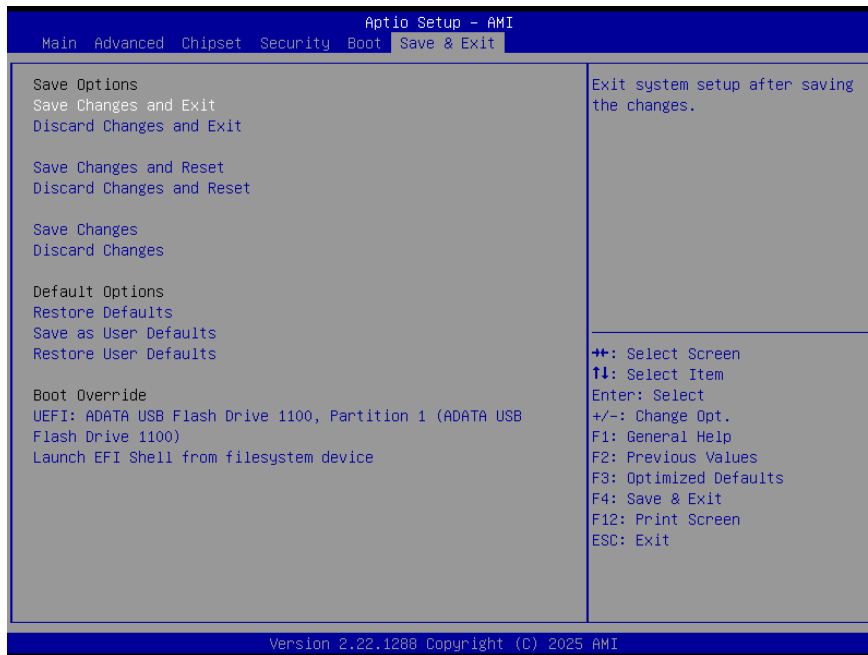 Aptio Setup – AMI
Main Advanced Chipset Security Boot Save & Exit
Save Options
Save Changes and Exit
Discard Changes and Exit
Save Changes and Reset
Discard Changes and Reset
Save Changes
Discard Changes
Default Options
Restore Defaults
Save as User Defaults
Restore User Defaults
Boot Override
UEFI: ADATA USB Flash Drive 1100, Partition 1 (ADATA USB
Flash Drive 1100)
Launch EFI Shell from filesystem device
Exit system setup after saving
the changes.
→←: Select Screen
↑↓: Select Item
Enter: Select
+/-: Change Opt.
F1: General Help
F2: Previous Values
F3: Optimized Defaults
F4: Save & Exit
F12: Print Screen
ESC: Exit
Version 2.22.1288 Copyright (C) 2025 AMI